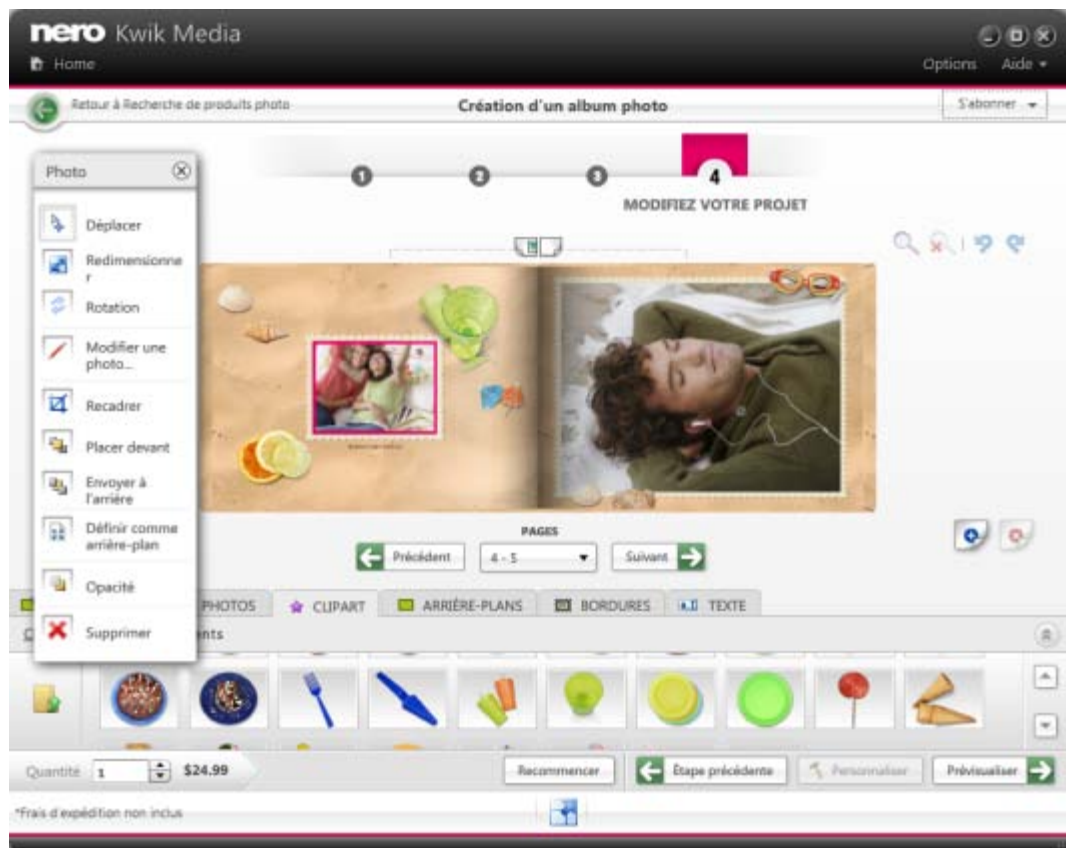 nero Kwik Media
Home
Options Aide
Retour à Recherche de produits photo
Création d'un album photo
S'abonner
Photo
1 2 3 4
MODIFIEZ VOTRE PROJET
Déplacer
Redimensionne
r
Rotation
Modifier une
photo...
Recadrer
Placer devant
Envoyer à
l'arrière
Définir comme
arrière-plan
Opacité
Supprimer
PAGES
Précédent
4 - 5
Suivant
PHOTOS
CLIPART
ARRIÈRE-PLANS
BORDURES
TEXTE
nts
Quantité 1 $24.99
Recommencer
Étape précédente
Personnaliser
Prévisualiser
*Frais d'expédition non inclus